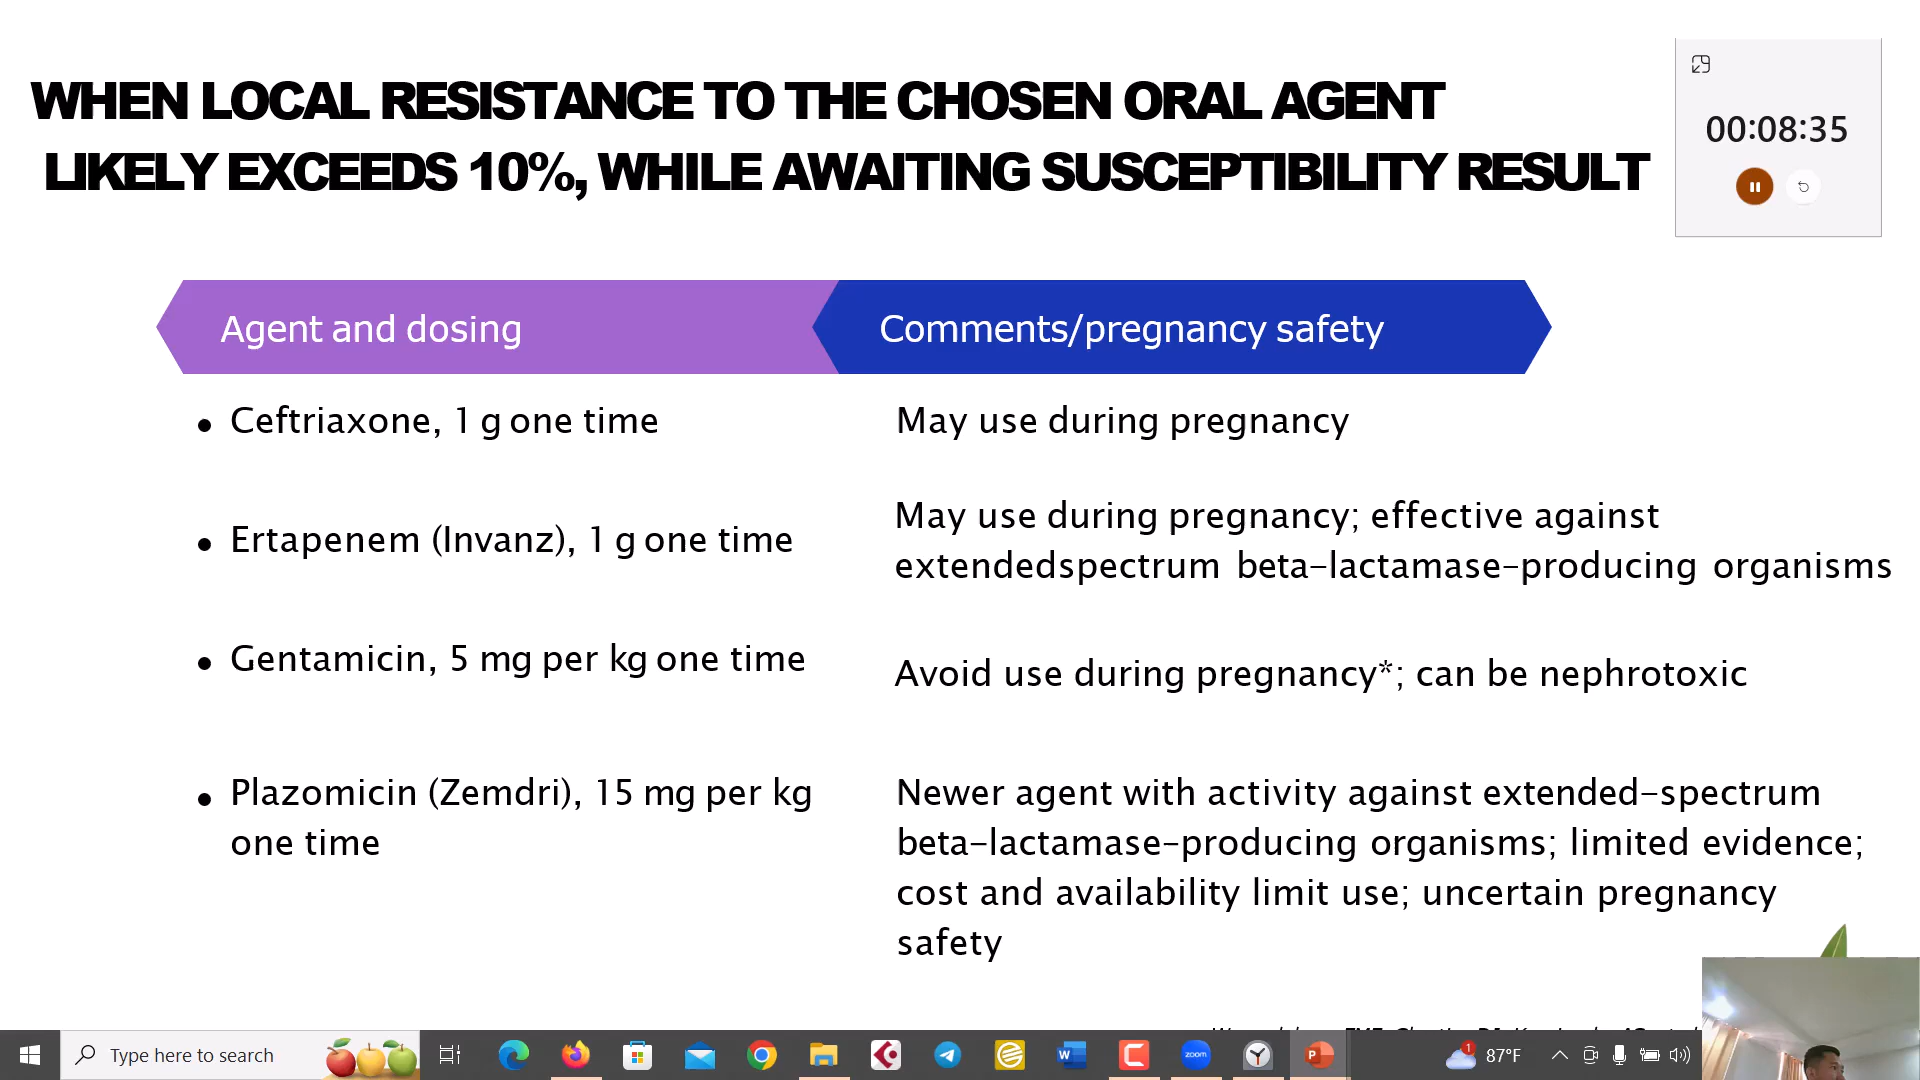 WHEN LOCAL RESISTANCE TO THE CHOSEN ORAL AGENT
LIKELY EXCEEDS 10%, WHILE AWAITING SUSCEPTIBILITY RESULT
00:08:35
Agent and dosing
Comments/pregnancy safety
• Ceftriaxone, 1 g one time
May use during pregnancy
• Ertapenem (Invanz), 1 g one time
May use during pregnancy; effective against
extendedspectrum beta-lactamase-producing organisms
• Gentamicin, 5 mg per kg one time
Avoid use during pregnancy*; can be nephrotoxic
• Plazomicin (Zemdri), 15 mg per kg
one time
Newer agent with activity against extended-spectrum
beta-lactamase-producing organisms; limited evidence;
cost and availability limit use; uncertain pregnancy
safety
Type here to search
zoom
W
P
1
87°F